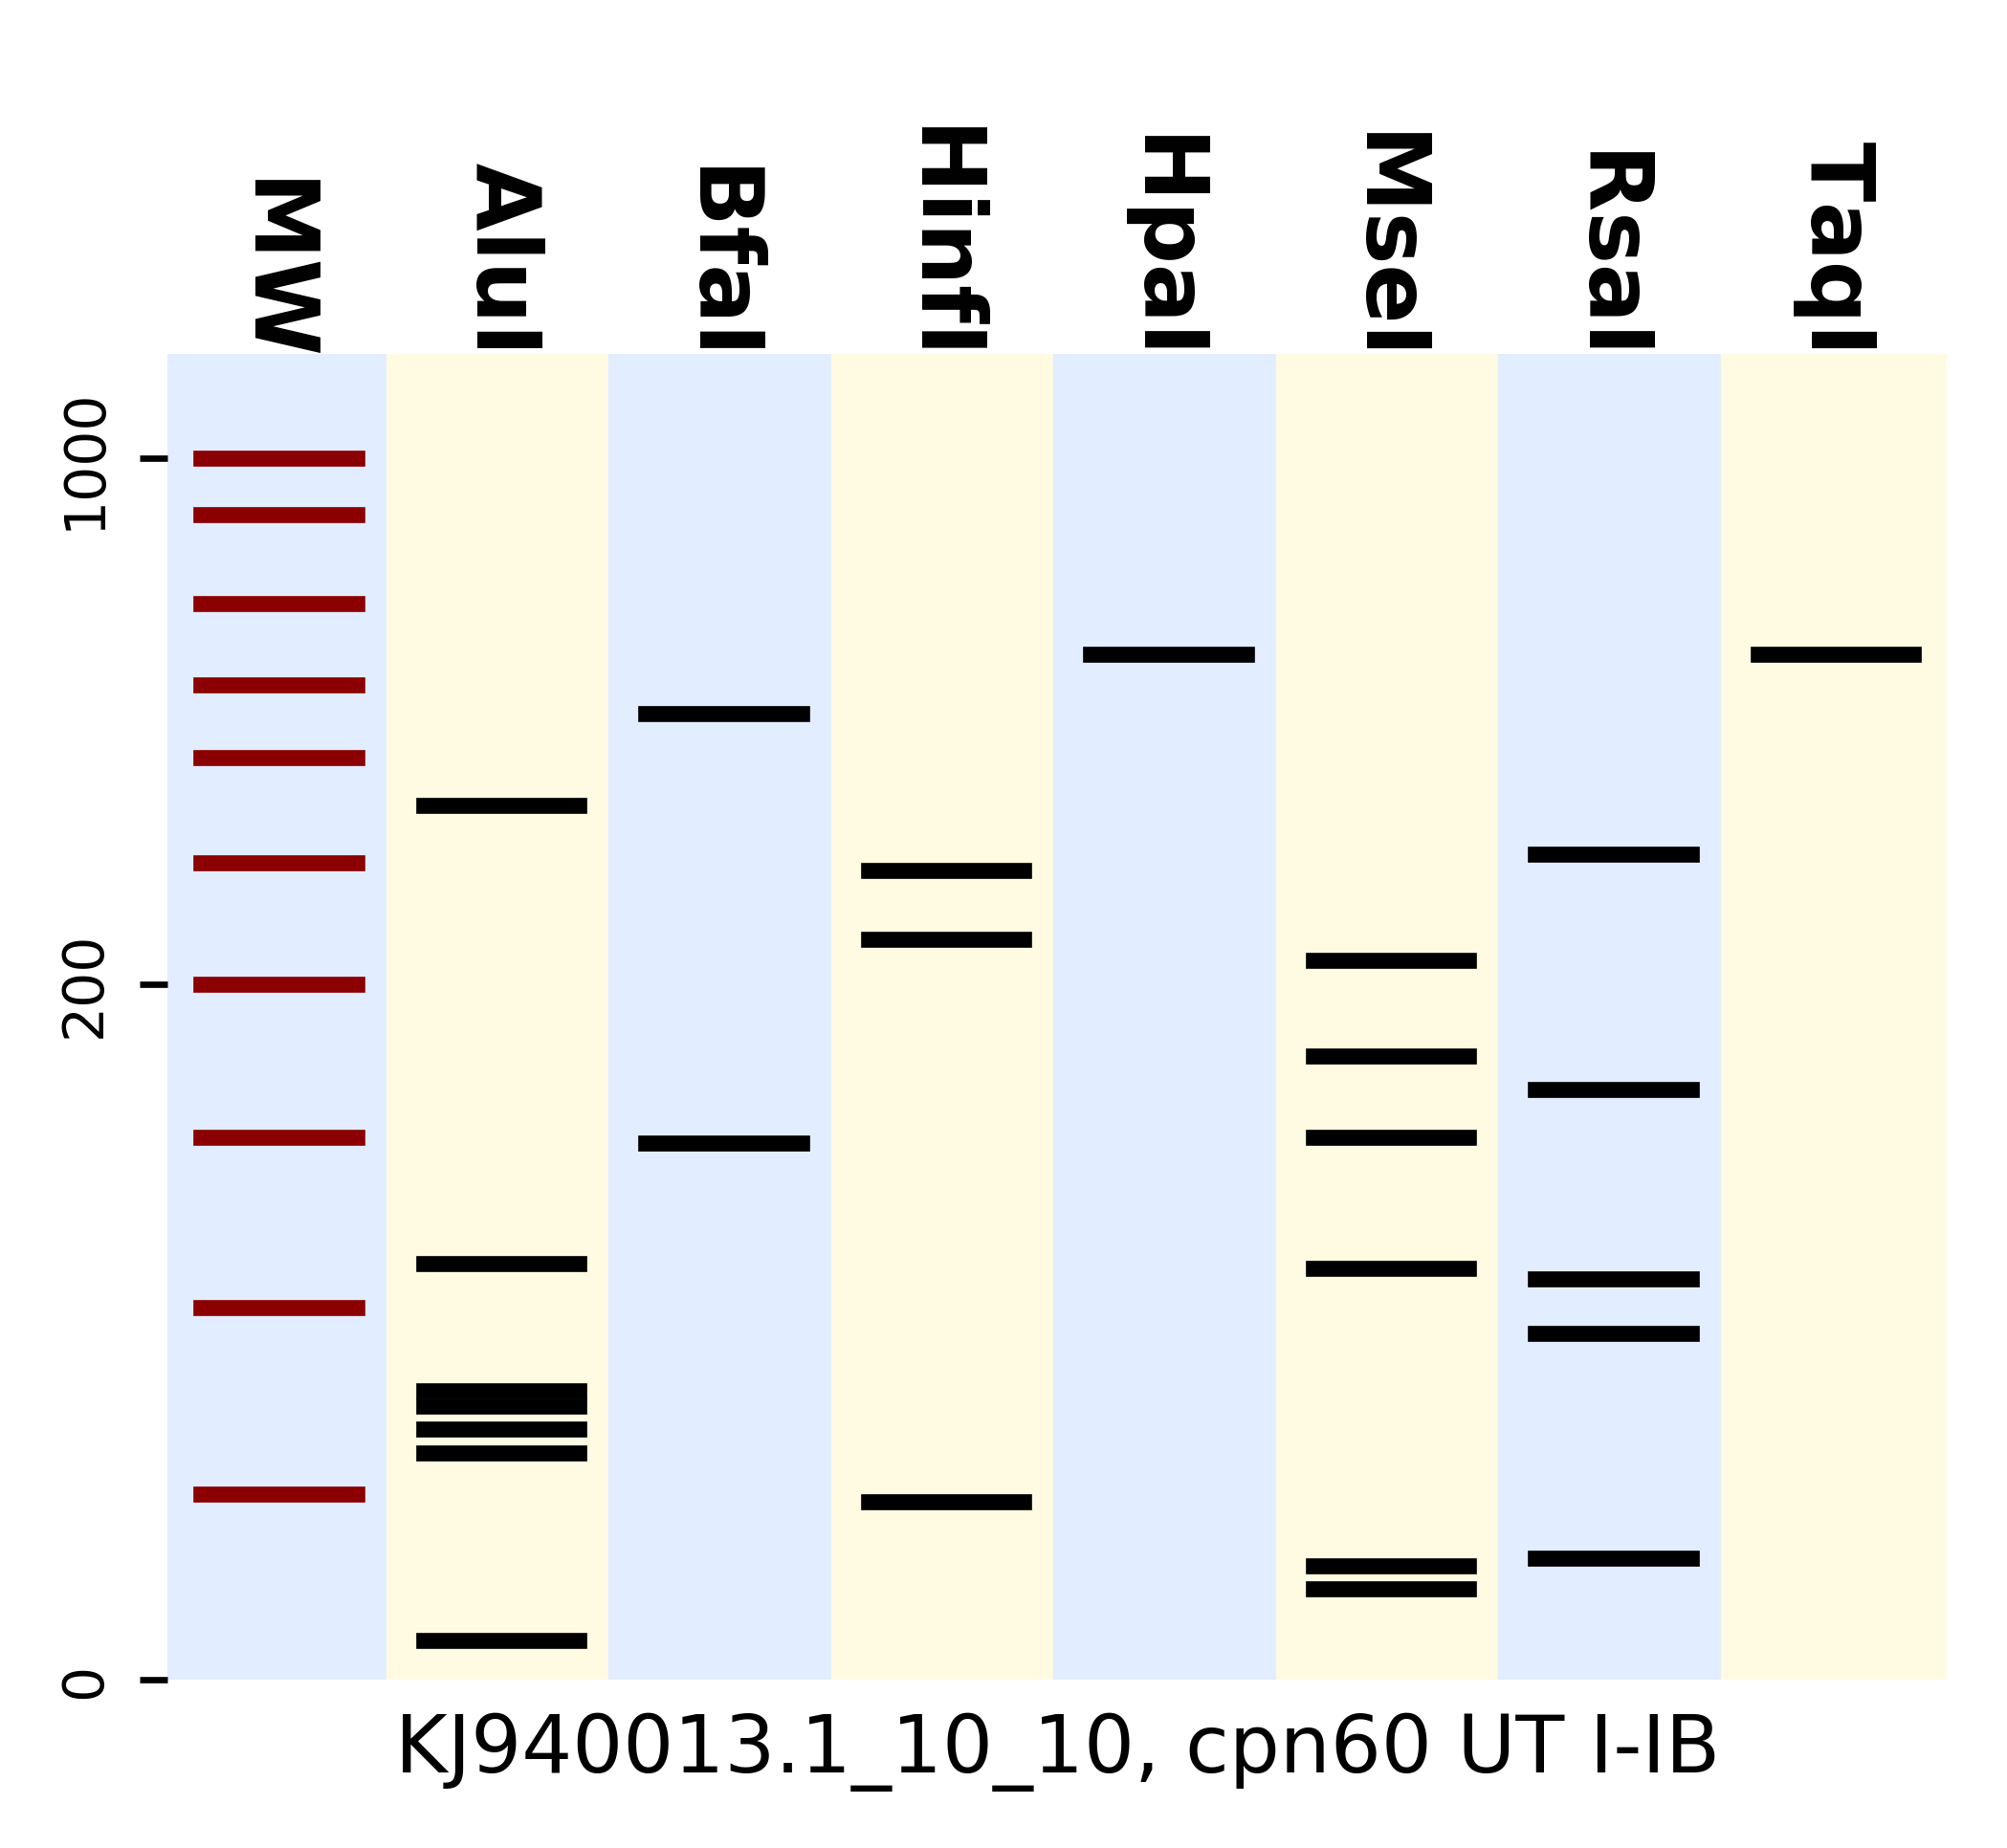 MW
AluI
BfaI
HinfI
HpaI
MseI
RsaI
TaqI
1000
200
0
KJ940013.1_10_10, cpn60 UT I-IB